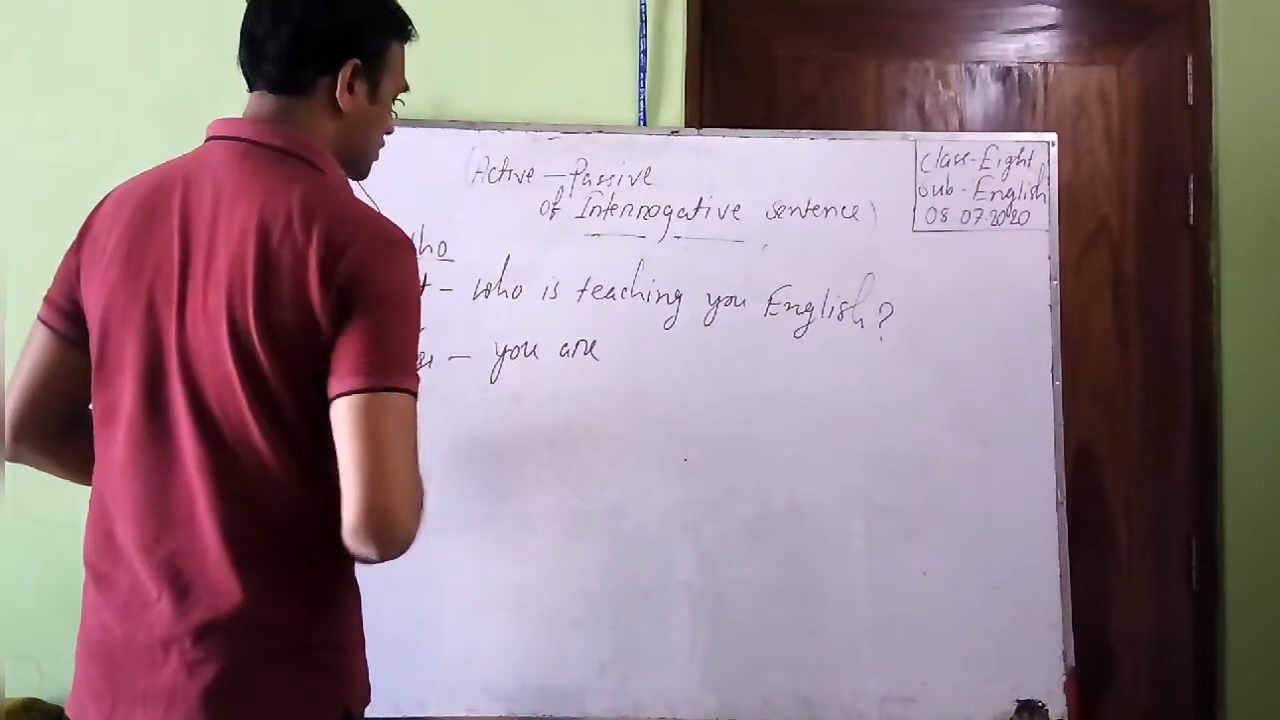 (Active - Passive
of Interrogative sentence)
Class-Eight
Sub-English
08.07.2020
who is teaching you English?
- you are